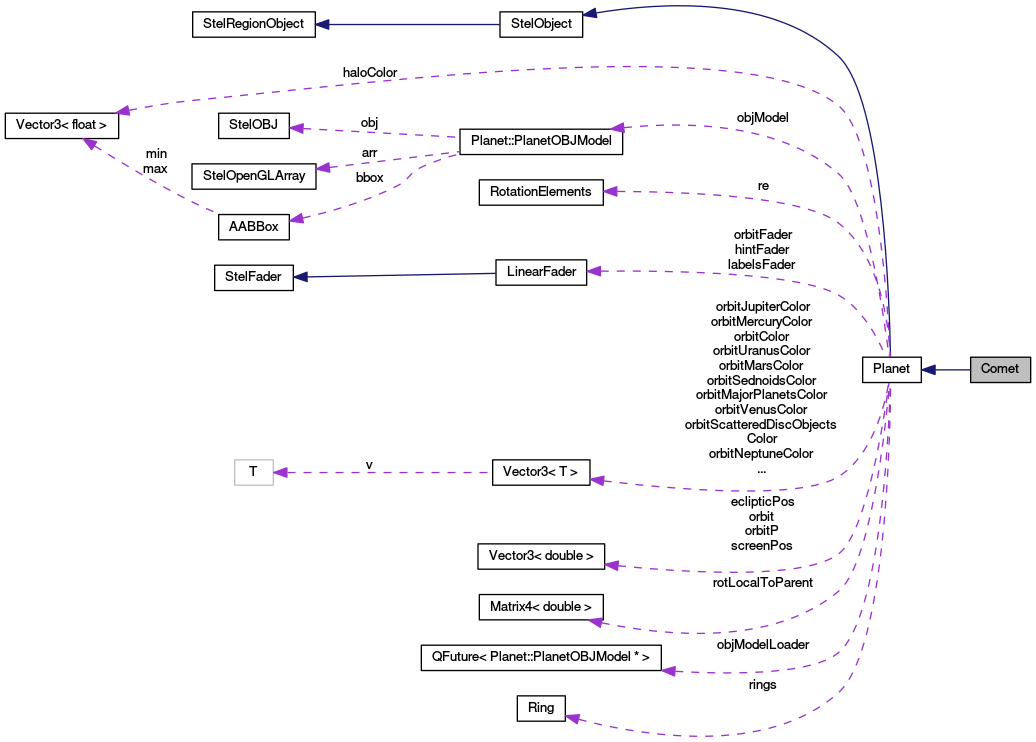 StelRegionObject
StelObject
haloColor
Vector3< float >
StelOBJ
obj
Planet::PlanetOBJModel
objModel
min
max
arr
StelOpenGLArray
bbox
RotationElements
re
AABBox
orbitFader
hintFader
labelsFader
StelFader
LinearFader
orbitJupiterColor
orbitMercuryColor
orbitColor
orbitUranusColor
orbitMarsColor
orbitSednoidsColor
orbitMajorPlanetsColor
orbitVenusColor
orbitScatteredDiscObjects
Color
orbitNeptuneColor
...
Planet
Comet
T
v
Vector3< T >
eclipticPos
orbit
orbitP
screenPos
Vector3< double >
rotLocalToParent
Matrix4< double >
objModelLoader
QFuture< Planet::PlanetOBJModel * >
rings
Ring